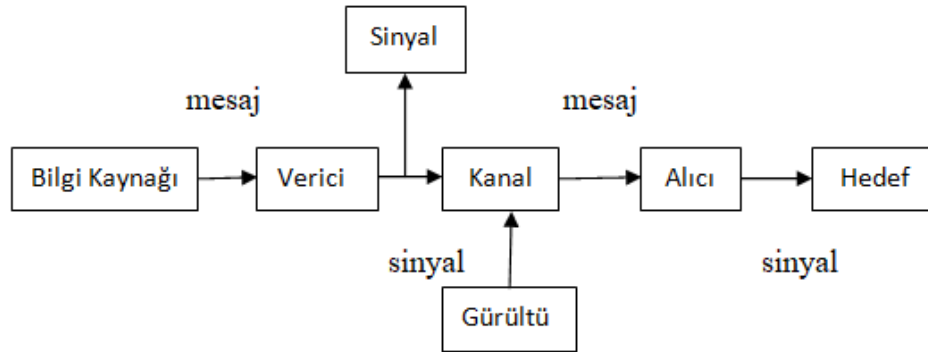 Sinyal
mesaj
mesaj
Bilgi Kaynağı
Verici
Kanal
Alıcı
Hedef
sinyal
sinyal
Gürültü